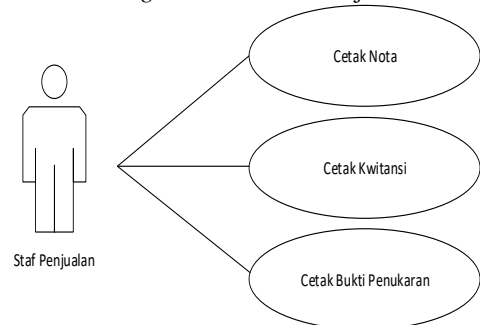 Cetak Nota
Cetak Kwitansi
Staf Penjualan
Cetak Bukti Penukaran